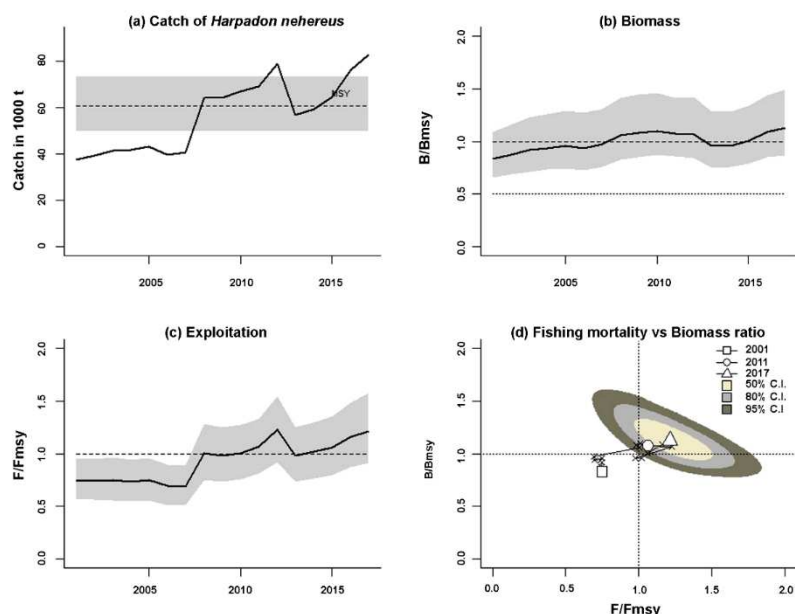 (a) Catch of Harpadon nehereus
Catch in 1000 t
0 20 40 60 80
MSY
2005 2010 2015
(b) Biomass
B/Bmsy
0.0 0.5 1.0 1.5 2.0
2005 2010 2015
(c) Exploitation
F/Fmsy
0.0 0.5 1.0 1.5 2.0
2005 2010 2015
(d) Fishing mortality vs Biomass ratio
2001
2011
2017
50% C.I.
80% C.I.
95% C.I
B/Bmsy
0.0 0.5 1.0 1.5 2.0
0.0 0.5 1.0 1.5 2.0
F/Fmsy